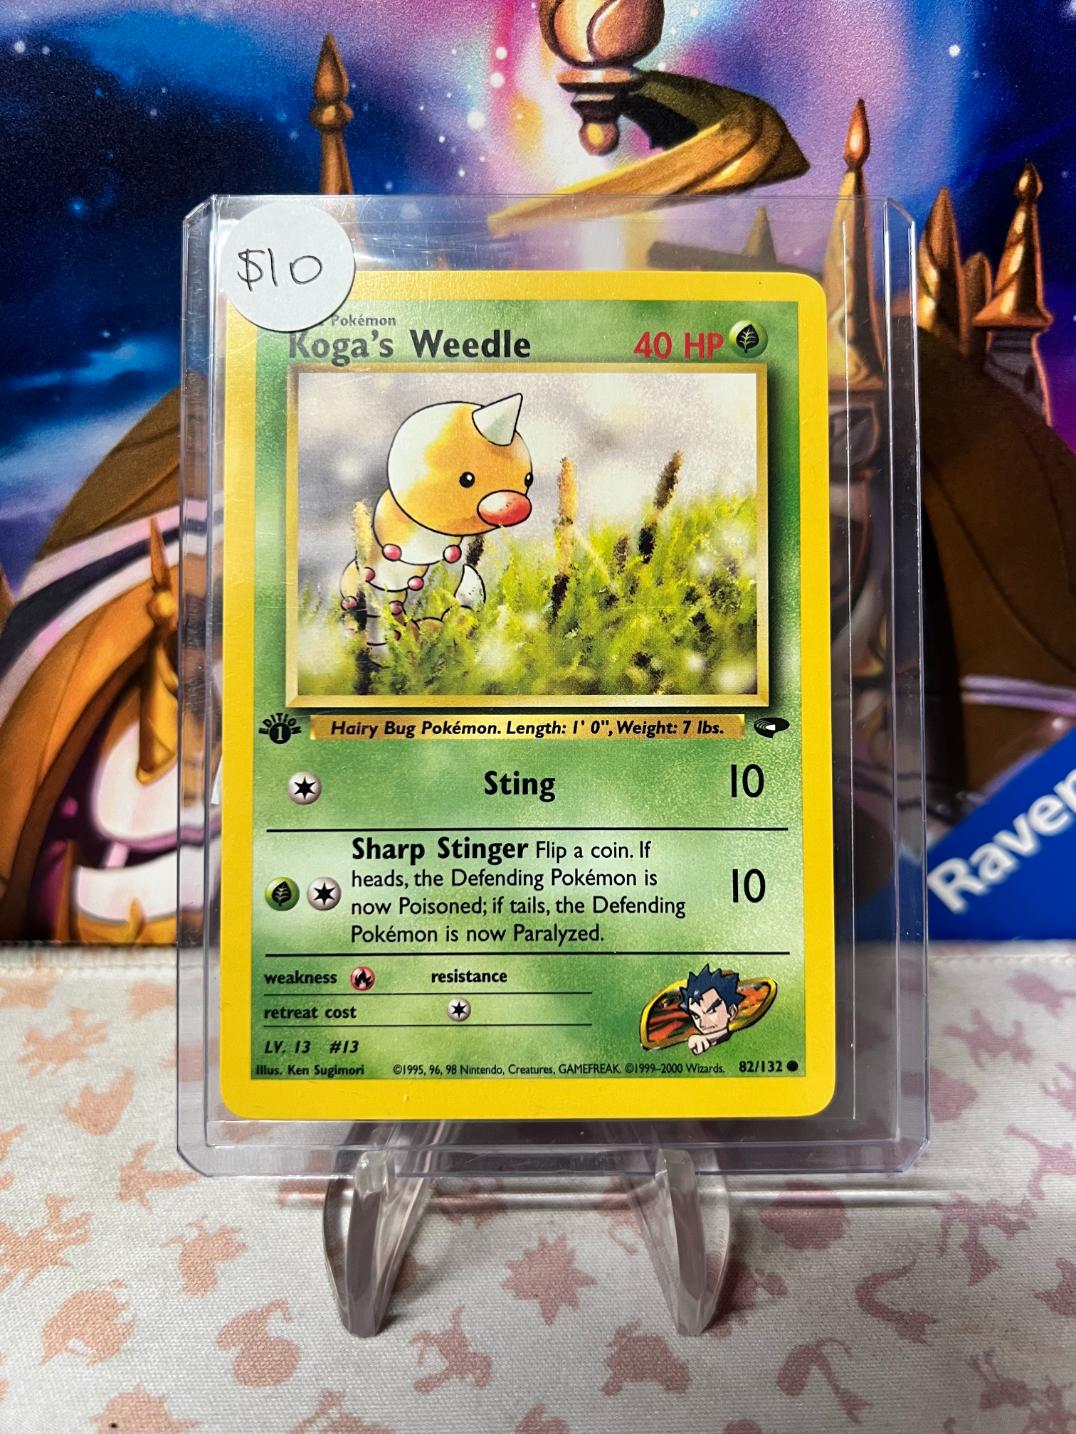 $10
Pokémon
Koga's Weedle
40 HP
EDITION
1
Hairy Bug Pokémon. Length: 1' 0", Weight: 7 lbs.
Sting 10
Sharp Stinger Flip a coin. If
heads, the Defending Pokémon is
now Poisoned; if tails, the Defending
Pokémon is now Paralyzed.
10
weakness resistance
retreat cost
LV. 13 #13
Illus. Ken Sugimori ©1995, 96, 98 Nintendo, Creatures, GAMEFREAK. ©1999-2000 Wizards. 82/132
Raven